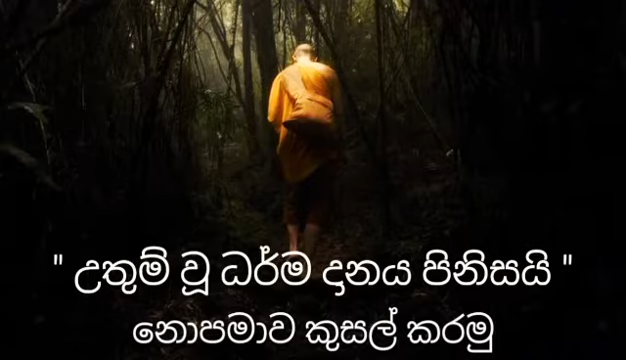 " උතුම් වූ ධර්ම දානය පිනිසයි "
නොපමාව කුසල් කරමු